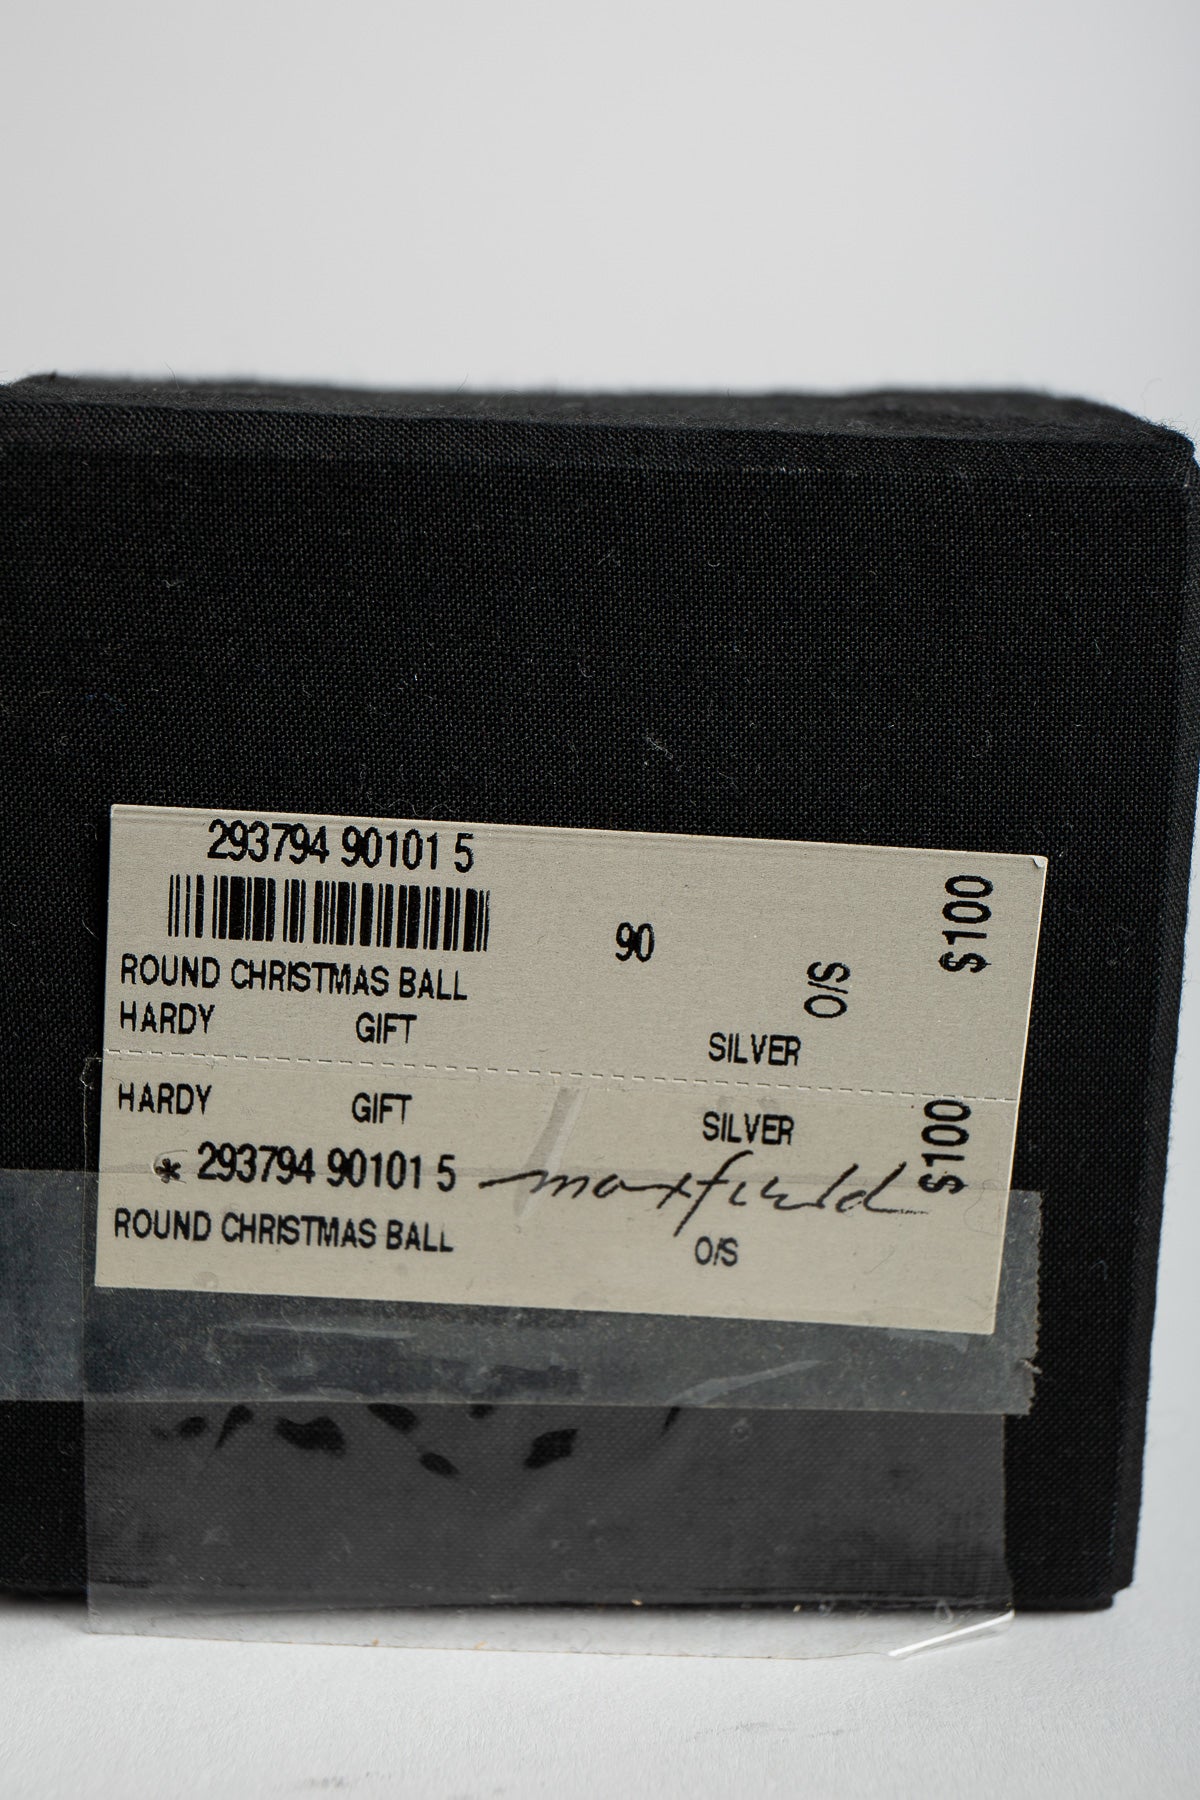 293794 90101 5
90
$100
ROUND CHRISTMAS BALL
O/S
HARDY GIFT SILVER
HARDY GIFT SILVER $100
* 293794 90101 5 maxfield
ROUND CHRISTMAS BALL O/S